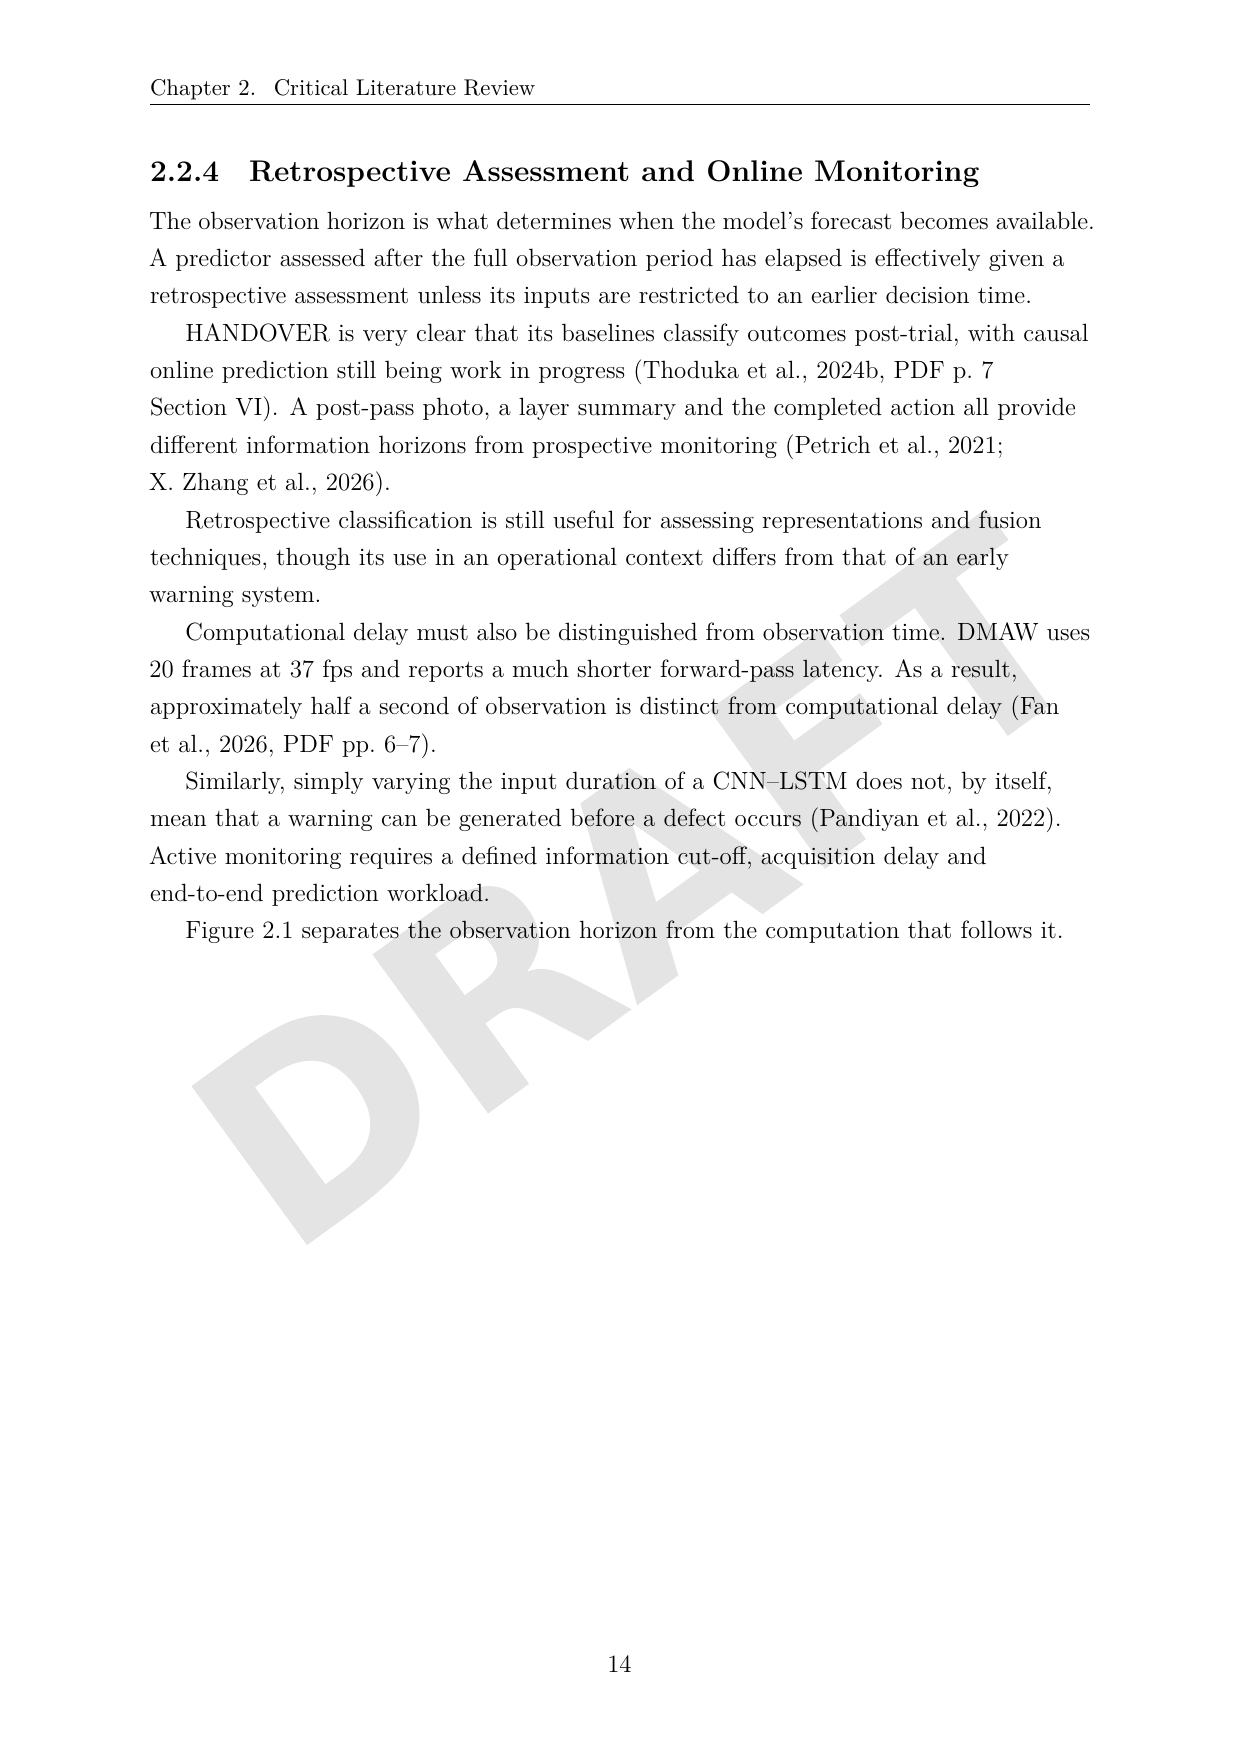 Chapter 2. Critical Literature Review
2.2.4 Retrospective Assessment and Online Monitoring
The observation horizon is what determines when the model's forecast becomes available.
A predictor assessed after the full observation period has elapsed is effectively given a
retrospective assessment unless its inputs are restricted to an earlier decision time.
HANDOVER is very clear that its baselines classify outcomes post-trial, with causal
online prediction still being work in progress (Thoduka et al., 2024b, PDF p. 7
Section VI). A post-pass photo, a layer summary and the completed action all provide
different information horizons from prospective monitoring (Petrich et al., 2021;
X. Zhang et al., 2026).
Retrospective classification is still useful for assessing representations and fusion
techniques, though its use in an operational context differs from that of an early
warning system.
Computational delay must also be distinguished from observation time. DMAW uses
20 frames at 37 fps and reports a much shorter forward-pass latency. As a result,
approximately half a second of observation is distinct from computational delay (Fan
et al., 2026, PDF pp. 6–7).
Similarly, simply varying the input duration of a CNN–LSTM does not, by itself,
mean that a warning can be generated before a defect occurs (Pandiyan et al., 2022).
Active monitoring requires a defined information cut-off, acquisition delay and
end-to-end prediction workload.
Figure 2.1 separates the observation horizon from the computation that follows it.
DRAFT
14